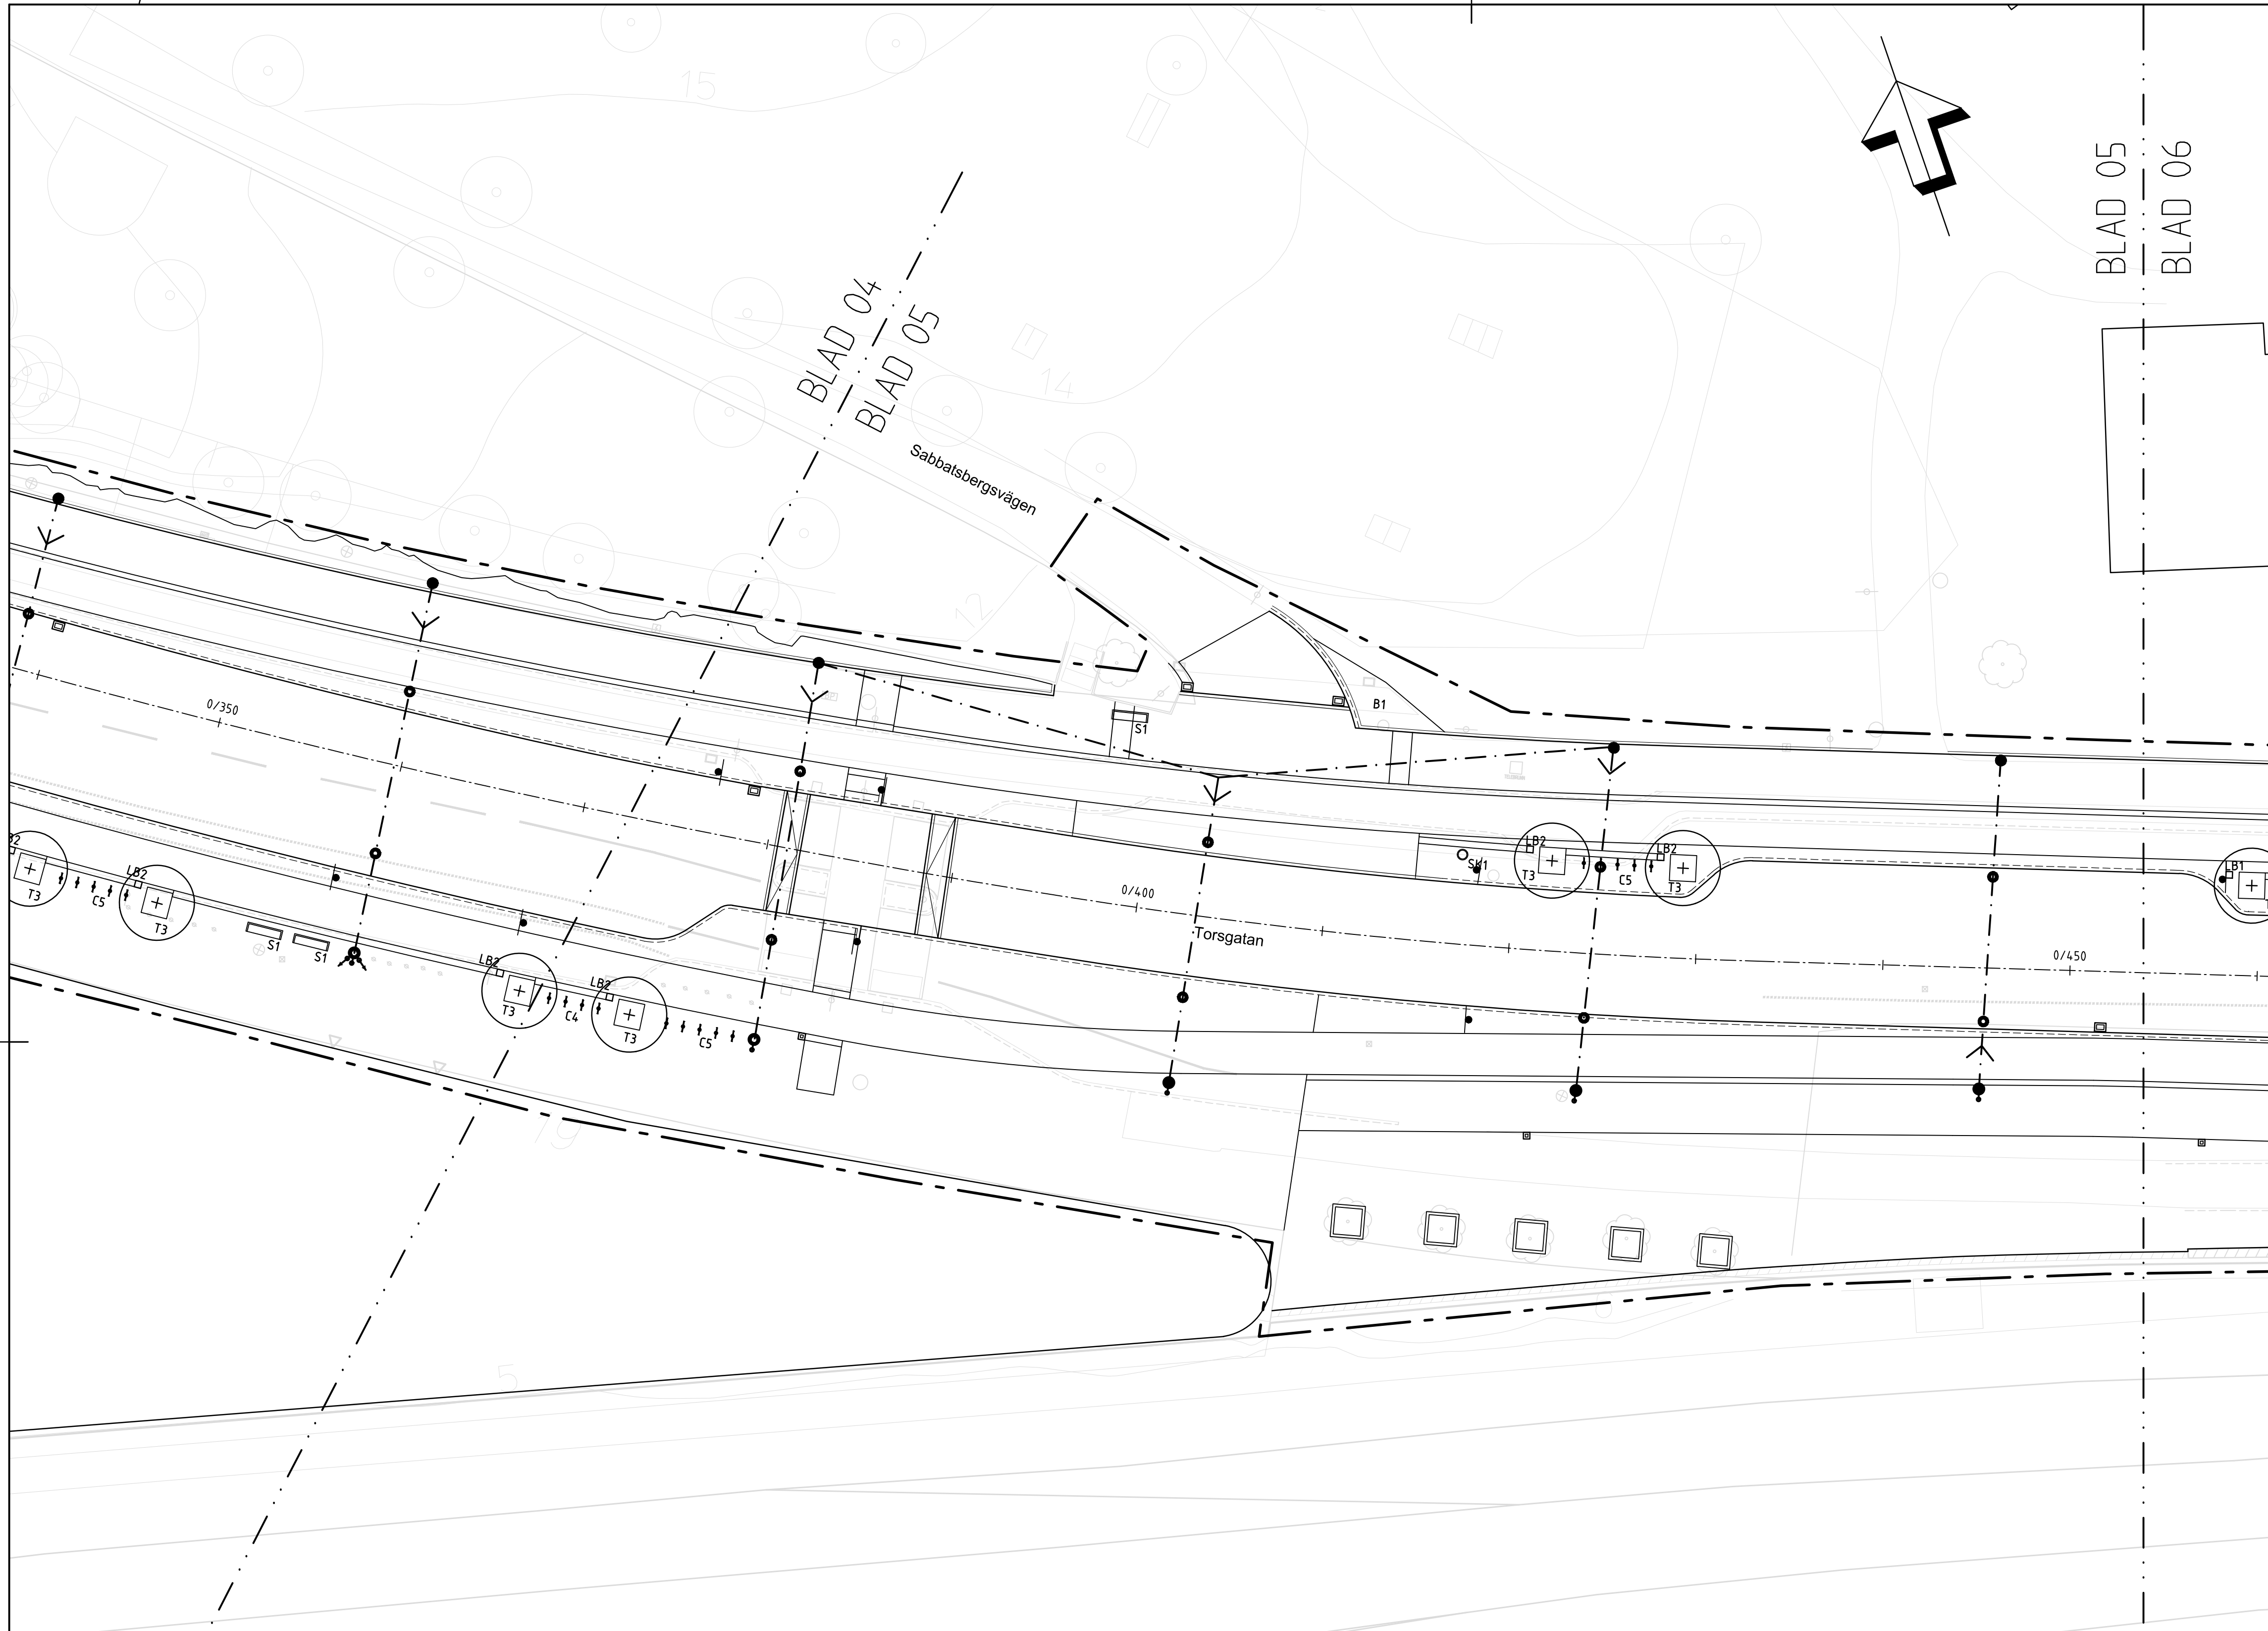 15
BLAD 05
BLAD 06
BLAD 04
BLAD 05
14
Sabbatsbergsvägen
12
0/350
B1
S1
LB2
T3
C5
LB2
T3
S1
S1
LB2
T3
C4
LB2
T3
C5
0/400
Torsgatan
SK1
LB2
T3
C5
LB2
T3
LB1
0/450
5